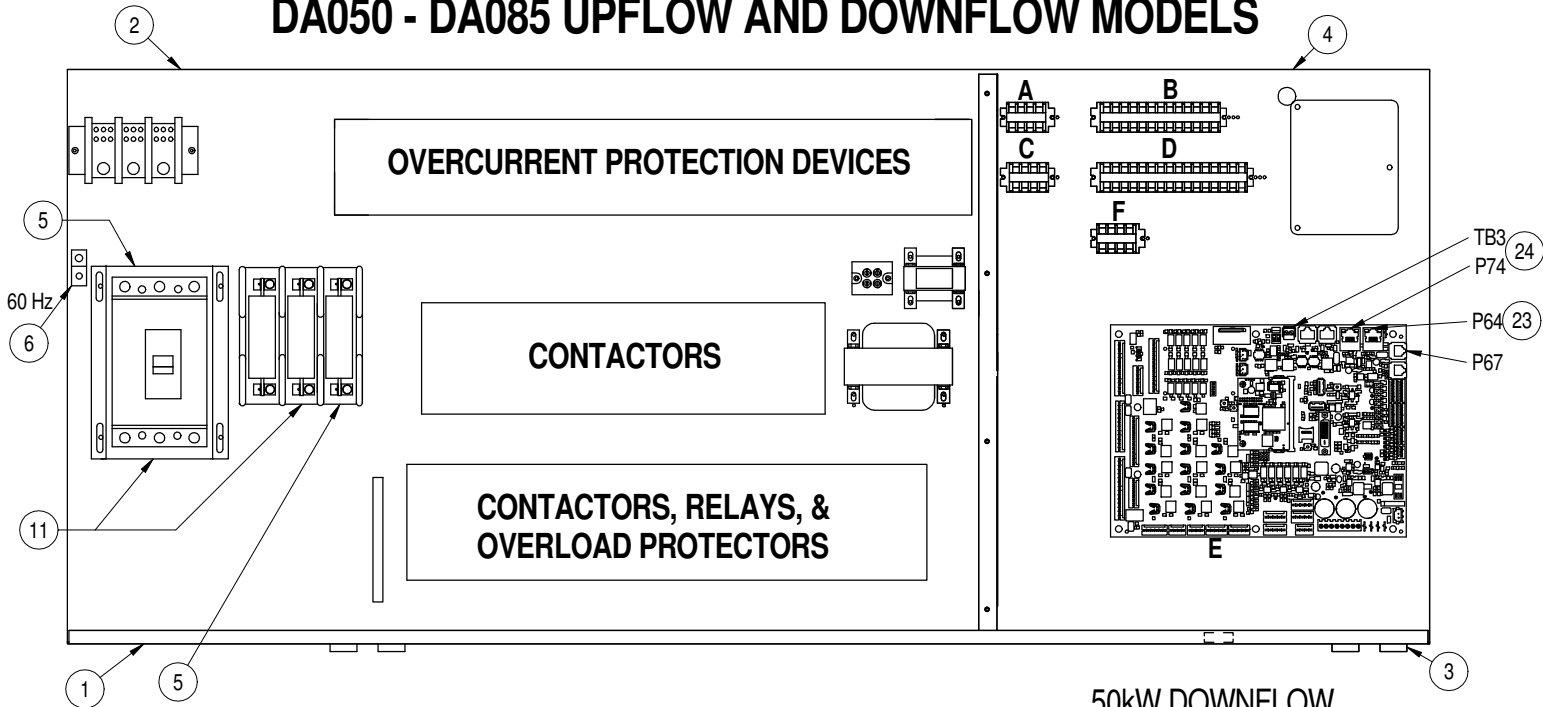 DA050 - DA085 UPFLOW AND DOWNFLOW MODELS
2
4
A
B
OVERCURRENT PROTECTION DEVICES
C
D
5
F
TB3
24
P74
60 Hz
6
P64
23
CONTACTORS
P67
CONTACTORS, RELAYS, &
OVERLOAD PROTECTORS
11
E
1
5
3
50kW DOWNFLOW